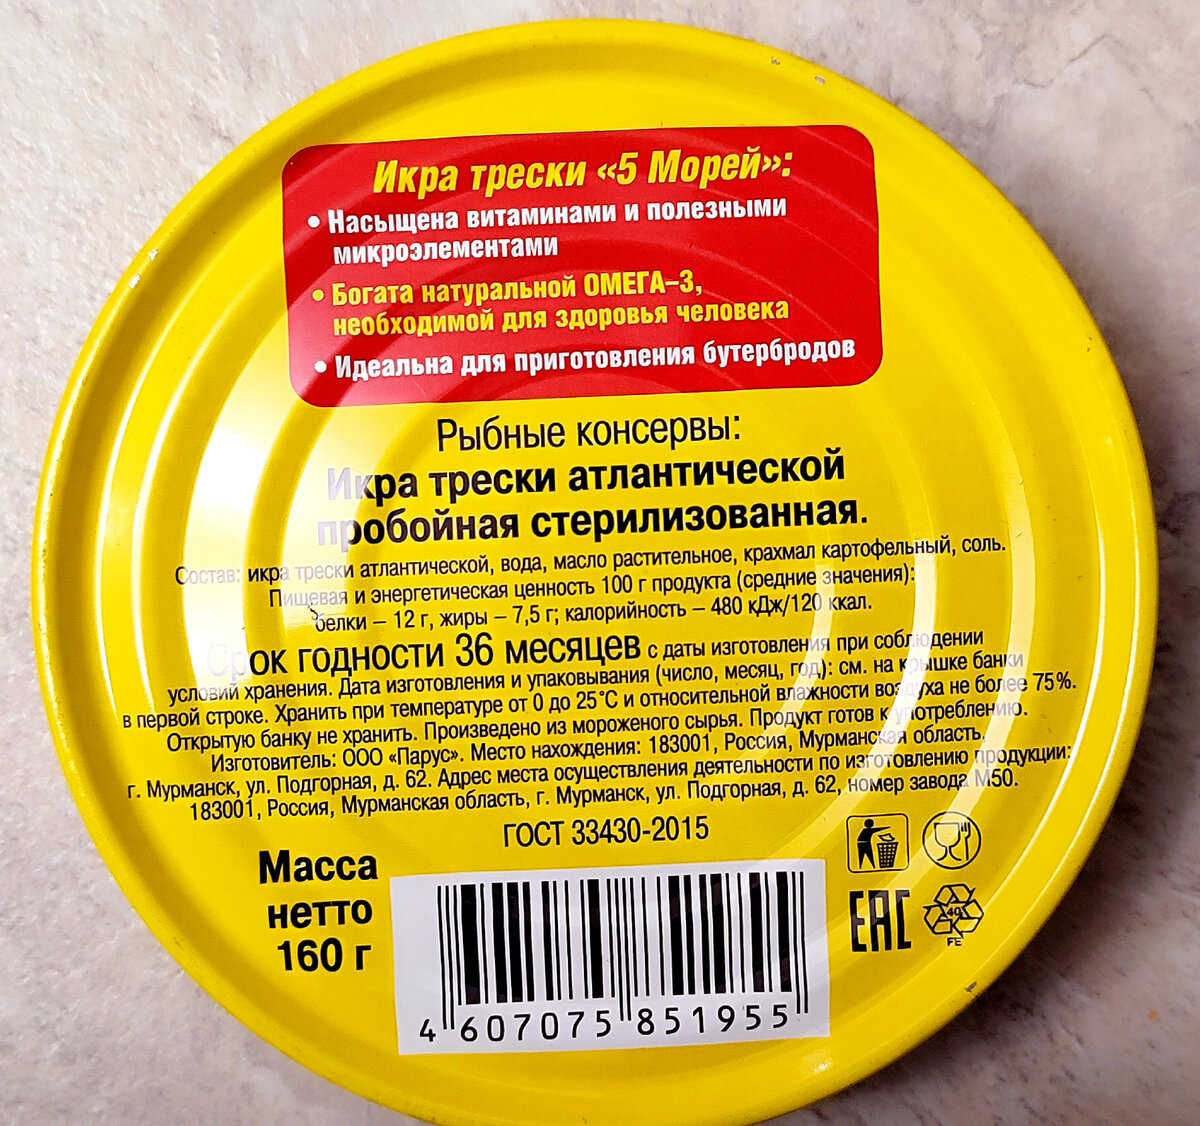 Икра трески «5 Морей»:
• Насыщена витаминами и полезными
микроэлементами
• Богата натуральной ОМЕГА-3,
необходимой для здоровья человека
• Идеальна для приготовления бутербродов
Рыбные консервы:
Икра трески атлантической
пробойная стерилизованная.
Состав: икра трески атлантической, вода, масло растительное, крахмал картофельный, соль.
Пищевая и энергетическая ценность 100 г продукта (средние значения):
белки – 12 г, жиры – 7,5 г; калорийность – 480 кДж/120 ккал.
Срок годности 36 месяцев с даты изготовления при соблюдении
условий хранения. Дата изготовления и упаковывания (число, месяц, год): см. на крышке банки
в первой строке. Хранить при температуре от 0 до 25°С и относительной влажности воздуха не более 75%.
Открытую банку не хранить. Произведено из мороженого сырья. Продукт готов к употреблению.
Изготовитель: ООО «Парус». Место нахождения: 183001, Россия, Мурманская область,
г. Мурманск, ул. Подгорная, д. 62. Адрес места осуществления деятельности по изготовлению продукции:
183001, Россия, Мурманская область, г. Мурманск, ул. Подгорная, д. 62, номер завода М50.
ГОСТ 33430-2015
Масса
нетто
160 г
EAC
40
FE
4 607075 851955